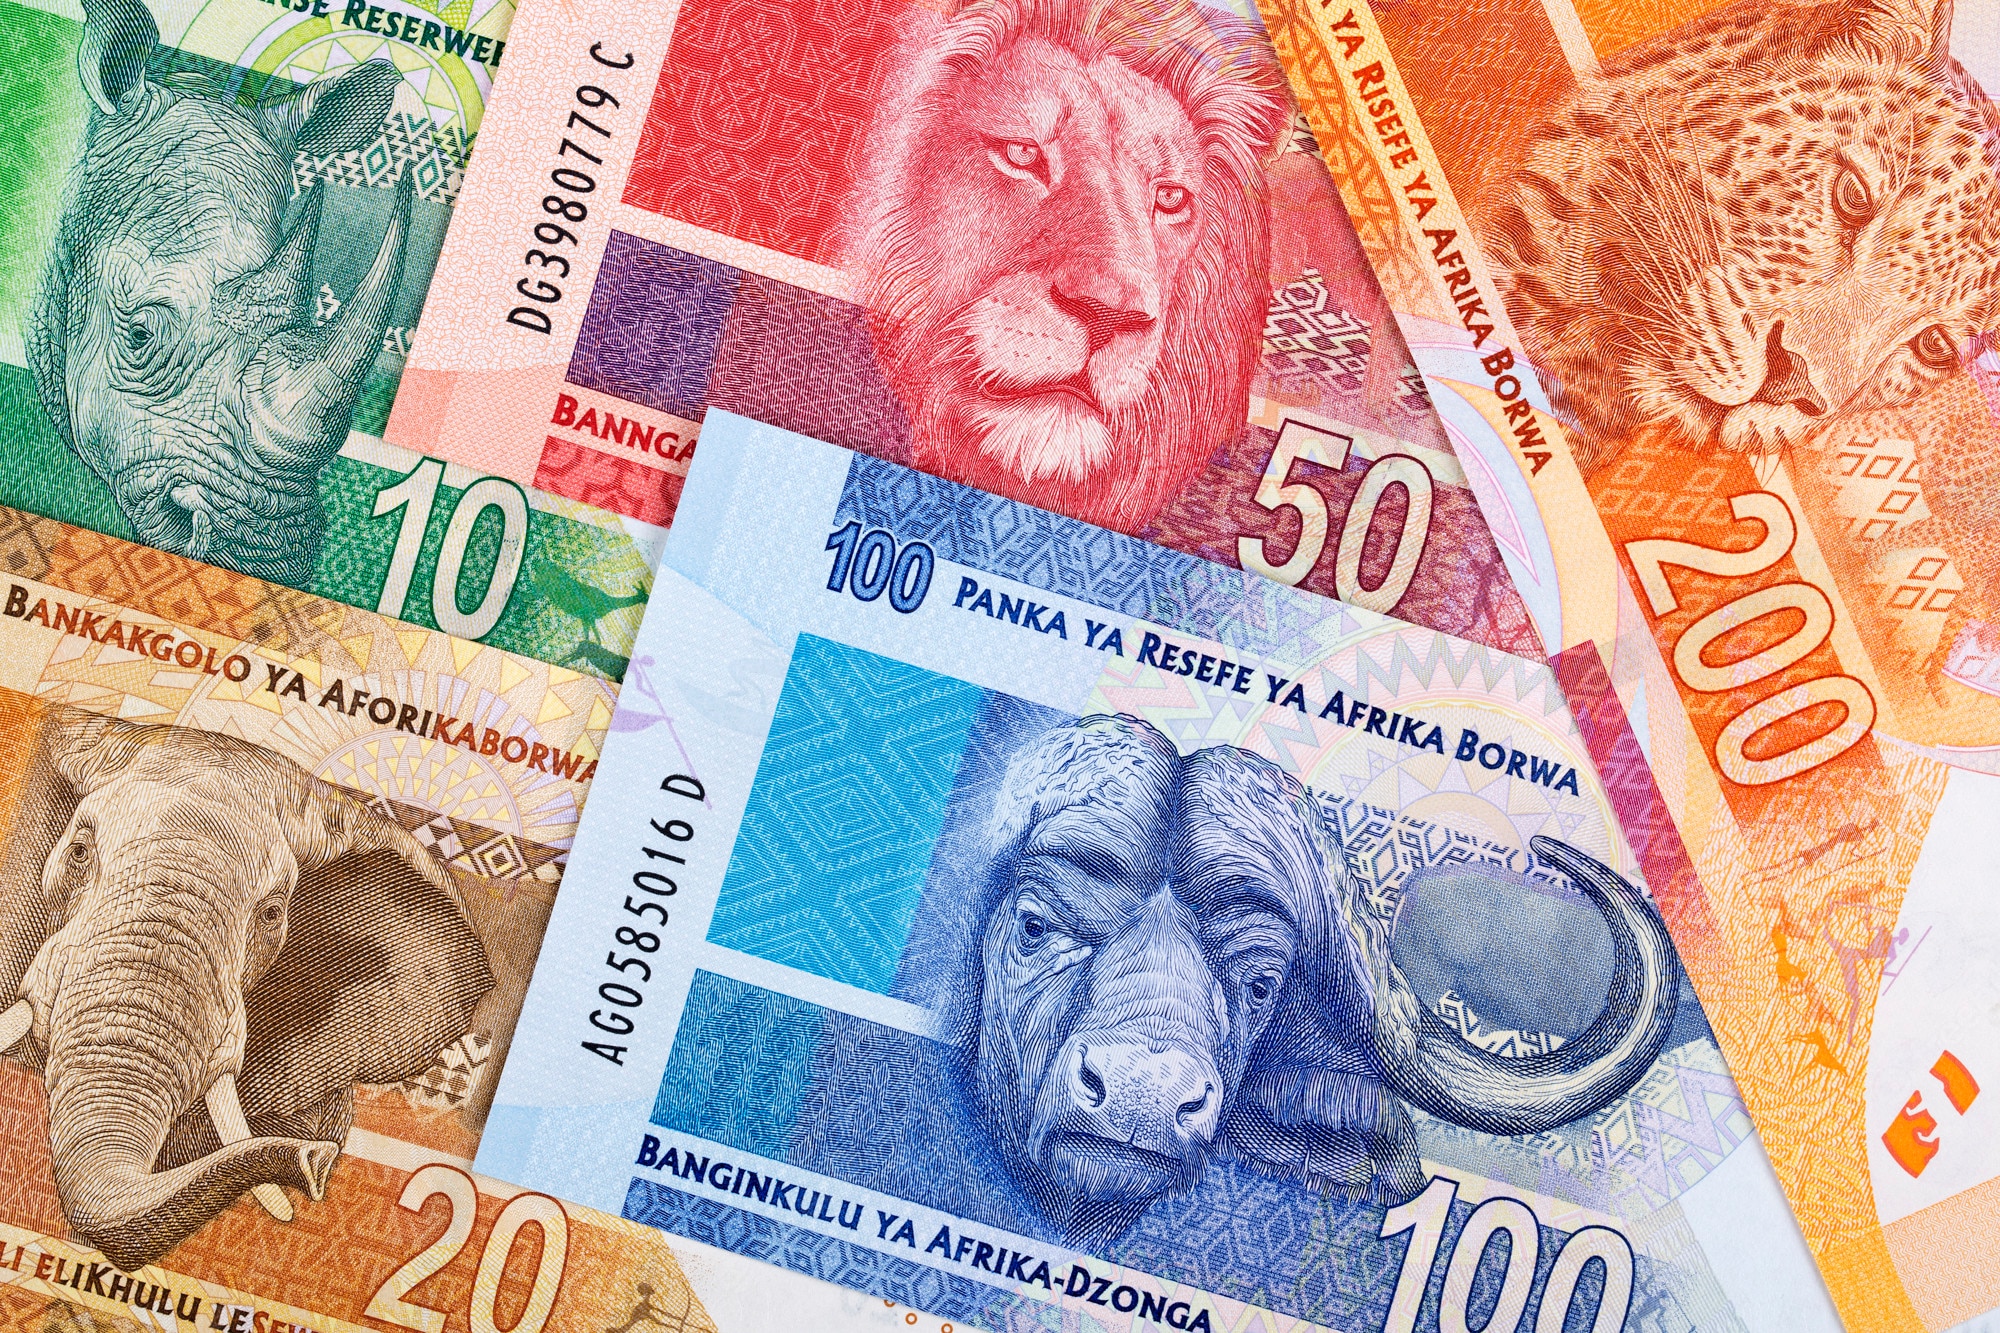 RESERWE
DG3980779 C
YA RISEFE YA AFRIKA BORWA
BANNGA
10
50
200
100 PANKA YA RESEFE YA AFRIKA BORWA
BANKAKGOLO YA AFORIKABORWA
AG0585016 D
20
LI ELIKHULU LESE
BANGINKULU YA AFRIKA-DZONGA
100